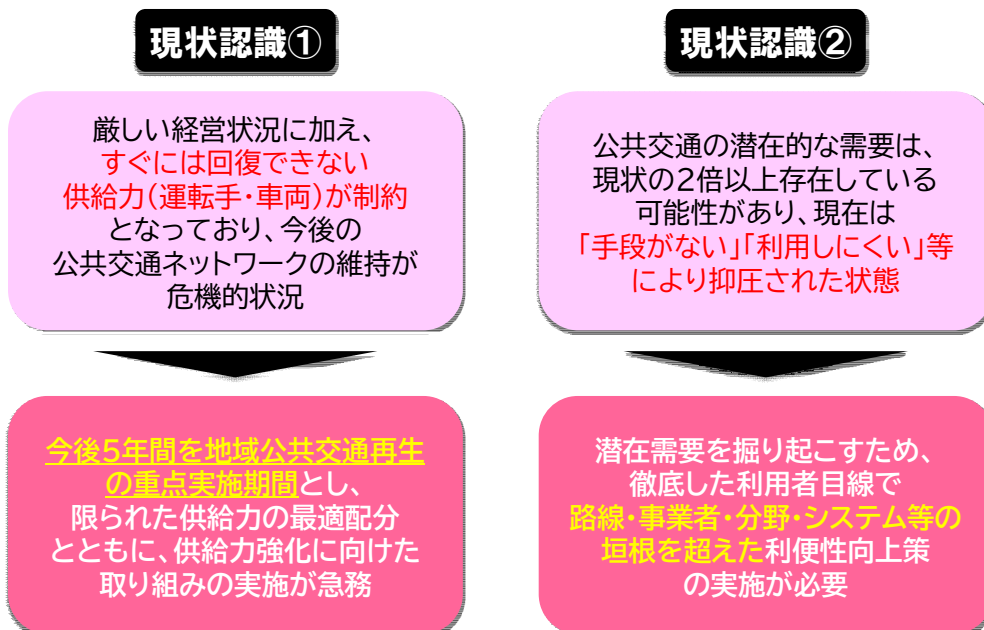 現状認識①
厳しい経営状況に加え、
すぐには回復できない
供給力(運転手・車両)が制約
となっており、今後の
公共交通ネットワークの維持が
危機的状況
今後5年間を地域公共交通再生
の重点実施期間とし、
限られた供給力の最適配分
とともに、供給力強化に向けた
取り組みの実施が急務
現状認識②
公共交通の潜在的な需要は、
現状の2倍以上存在している
可能性があり、現在は
「手段がない」「利用しにくい」等
により抑圧された状態
潜在需要を掘り起こすため、
徹底した利用者目線で
路線・事業者・分野・システム等の
垣根を超えた利便性向上策
の実施が必要